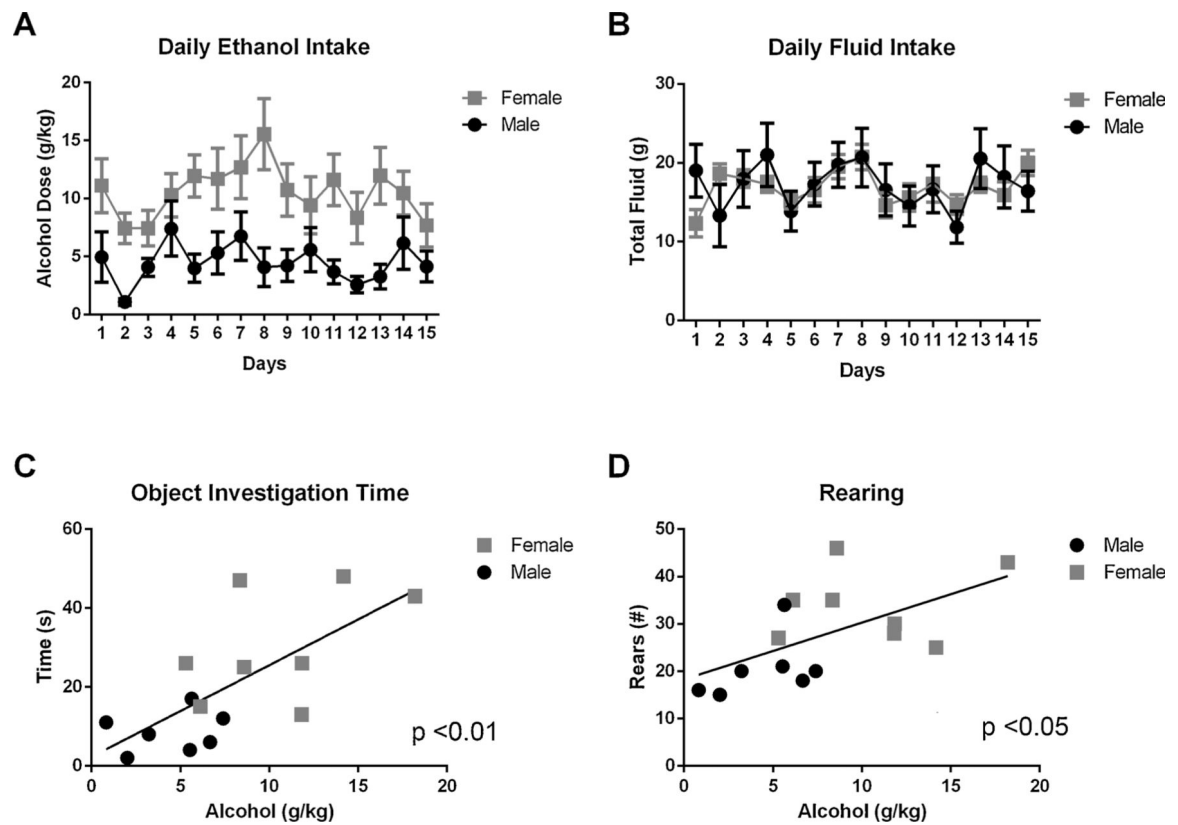 A
Daily Ethanol Intake
Alcohol Dose (g/kg)
20
15
10
5
0
1 2 3 4 5 6 7 8 9 10 11 12 13 14 15
Days
Female
Male
B
Daily Fluid Intake
Total Fluid (g)
30
20
10
0
1 2 3 4 5 6 7 8 9 10 11 12 13 14 15
Days
Female
Male
C
Object Investigation Time
Time (s)
60
40
20
0
0 5 10 15 20
Alcohol (g/kg)
Female
Male
p <0.01
D
Rearing
Rears (#)
50
40
30
20
10
0
0 5 10 15 20
Alcohol (g/kg)
Male
Female
p <0.05